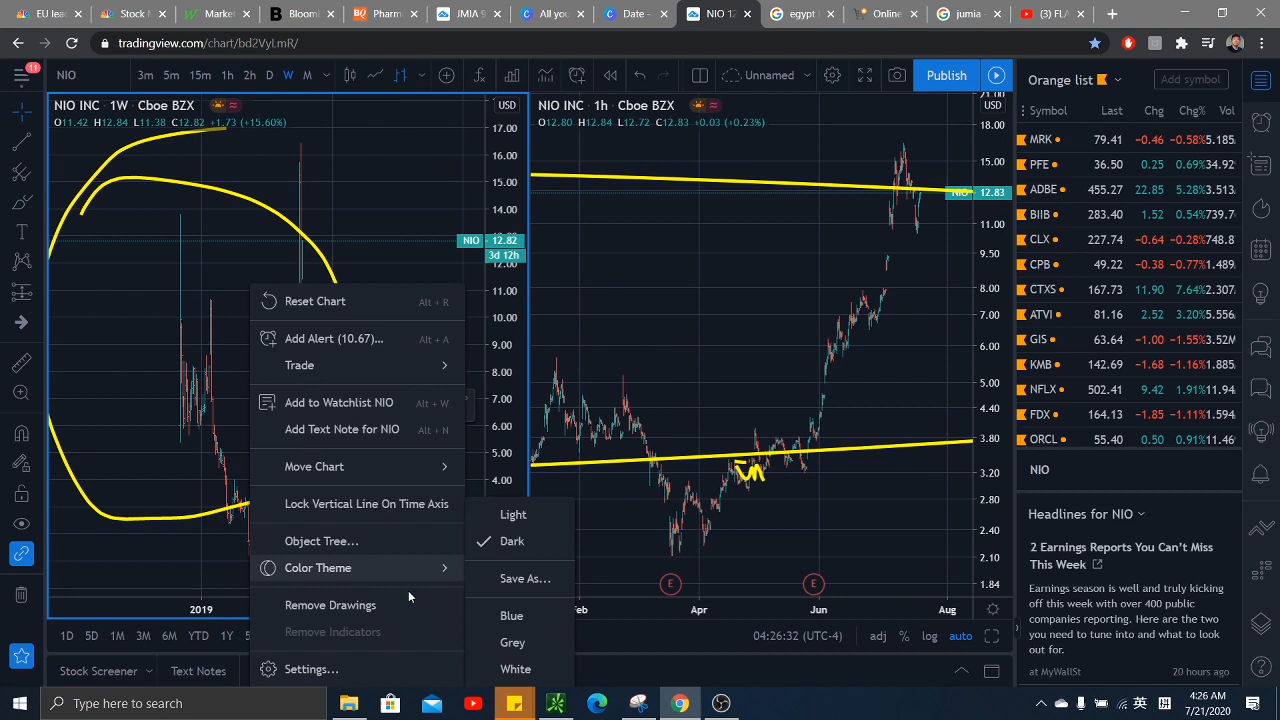 EU leac
Stock M
Market
Bloomb
Pharm
JMIA 9
All you
Date -
NIO 12
egypt
Online
jumia -
(3) FLA
tradingview.com/chart/bd2VyLmR/
11
NIO
3m 5m 15m 1h 2h D W M
Unnamed
Publish
Orange list
Add symbol
NIO INC · 1W · Cboe BZX
USD
O11.42 H12.84 L11.38 C12.82 +1.73 (+15.60%)
17.00
16.00
15.00
14.00
13.00
NIO 12.82
3d 12h
11.00
10.00
9.00
8.00
7.00
6.00
5.00
4.00
2019
NIO INC · 1h · Cboe BZX
USD
O12.80 H12.84 L12.72 C12.83 +0.03 (+0.23%)
21.00
18.00
15.00
NIO 12.83
11.00
9.50
8.00
7.00
6.00
5.00
4.40
3.80
3.20
2.80
2.40
2.10
1.84
E
E
Feb
Apr
Jun
Aug
Reset Chart Alt + R
Add Alert (10.67)... Alt + A
Trade
Add to Watchlist NIO Alt + W
Add Text Note for NIO Alt + N
Move Chart
Lock Vertical Line On Time Axis
Object Tree...
Color Theme
Remove Drawings
Remove Indicators
Settings...
Light
Dark
Save As...
Blue
Grey
White
1D 5D 1M 3M 6M YTD 1Y
04:26:32 (UTC-4)
adj % log auto
Stock Screener
Text Notes
Symbol Last Chg Chg% Vol
MRK 79.41 -0.46 -0.58% 5.185
PFE 36.50 0.25 0.69% 34.92
ADBE 455.27 22.85 5.28% 3.513
BIIB 283.40 1.52 0.54% 739.7
CLX 227.74 -0.64 -0.28% 748.8
CPB 49.22 -0.38 -0.77% 1.489
CTXS 167.73 11.90 7.64% 2.307
ATVI 81.16 2.52 3.20% 5.556
GIS 63.64 -1.00 -1.55% 3.52M
KMB 142.69 -1.68 -1.16% 1.885
NFLX 502.41 9.42 1.91% 11.94
FDX 164.13 -1.85 -1.11% 1.594
ORCL 55.40 0.50 0.91% 11.46
NIO
Headlines for NIO
2 Earnings Reports You Can't Miss
This Week
Earnings season is well and truly kicking
off this week with over 400 public
companies reporting. Here are the two
you need to tune into and what to look
out for.
at MyWallSt
20 hours ago
Type here to search
英
拼
4:26 AM
7/21/2020